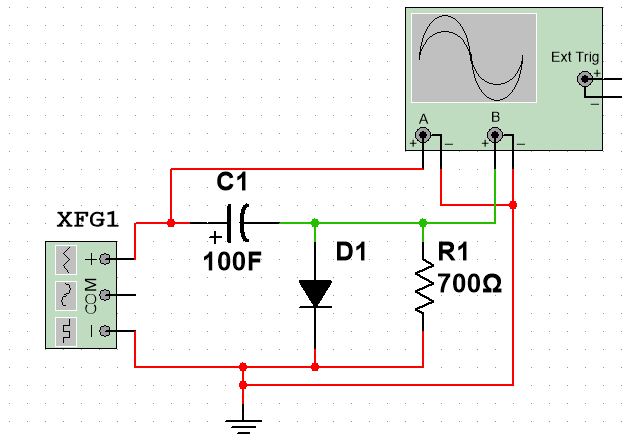 Ext Trig
+
−
A
B
+ − + −
C1
XFG1
+
100F
D1
R1
700Ω
+
COM
−